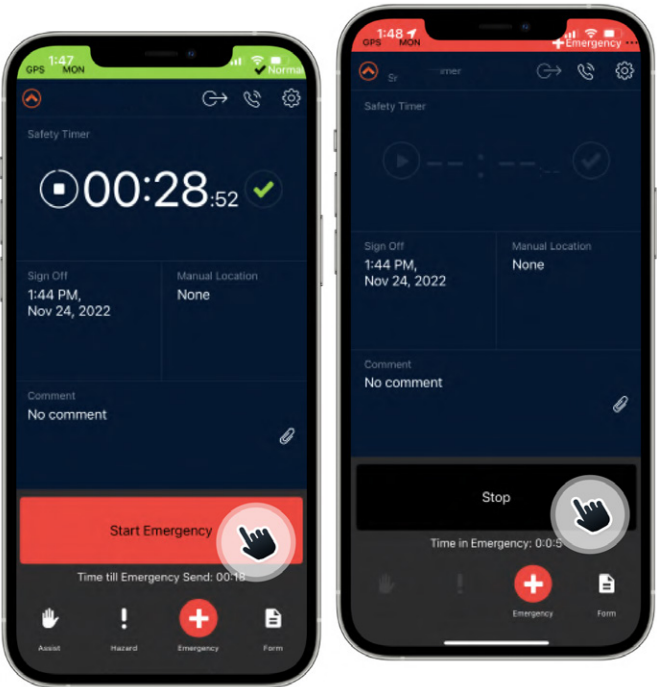 1:47
GPS MON
Normal
Safety Timer
00:28:52
Sign Off
1:44 PM,
Nov 24, 2022
Manual Location
None
Comment
No comment
Start Emergency
Time till Emergency Send: 00:18
Assist
Hazard
Emergency
Form
1:48
GPS MON
Emergency
Safety Timer
-- : --
Sign Off
1:44 PM,
Nov 24, 2022
Manual Location
None
Comment
No comment
Stop
Time in Emergency: 0:0:5
Emergency
Form